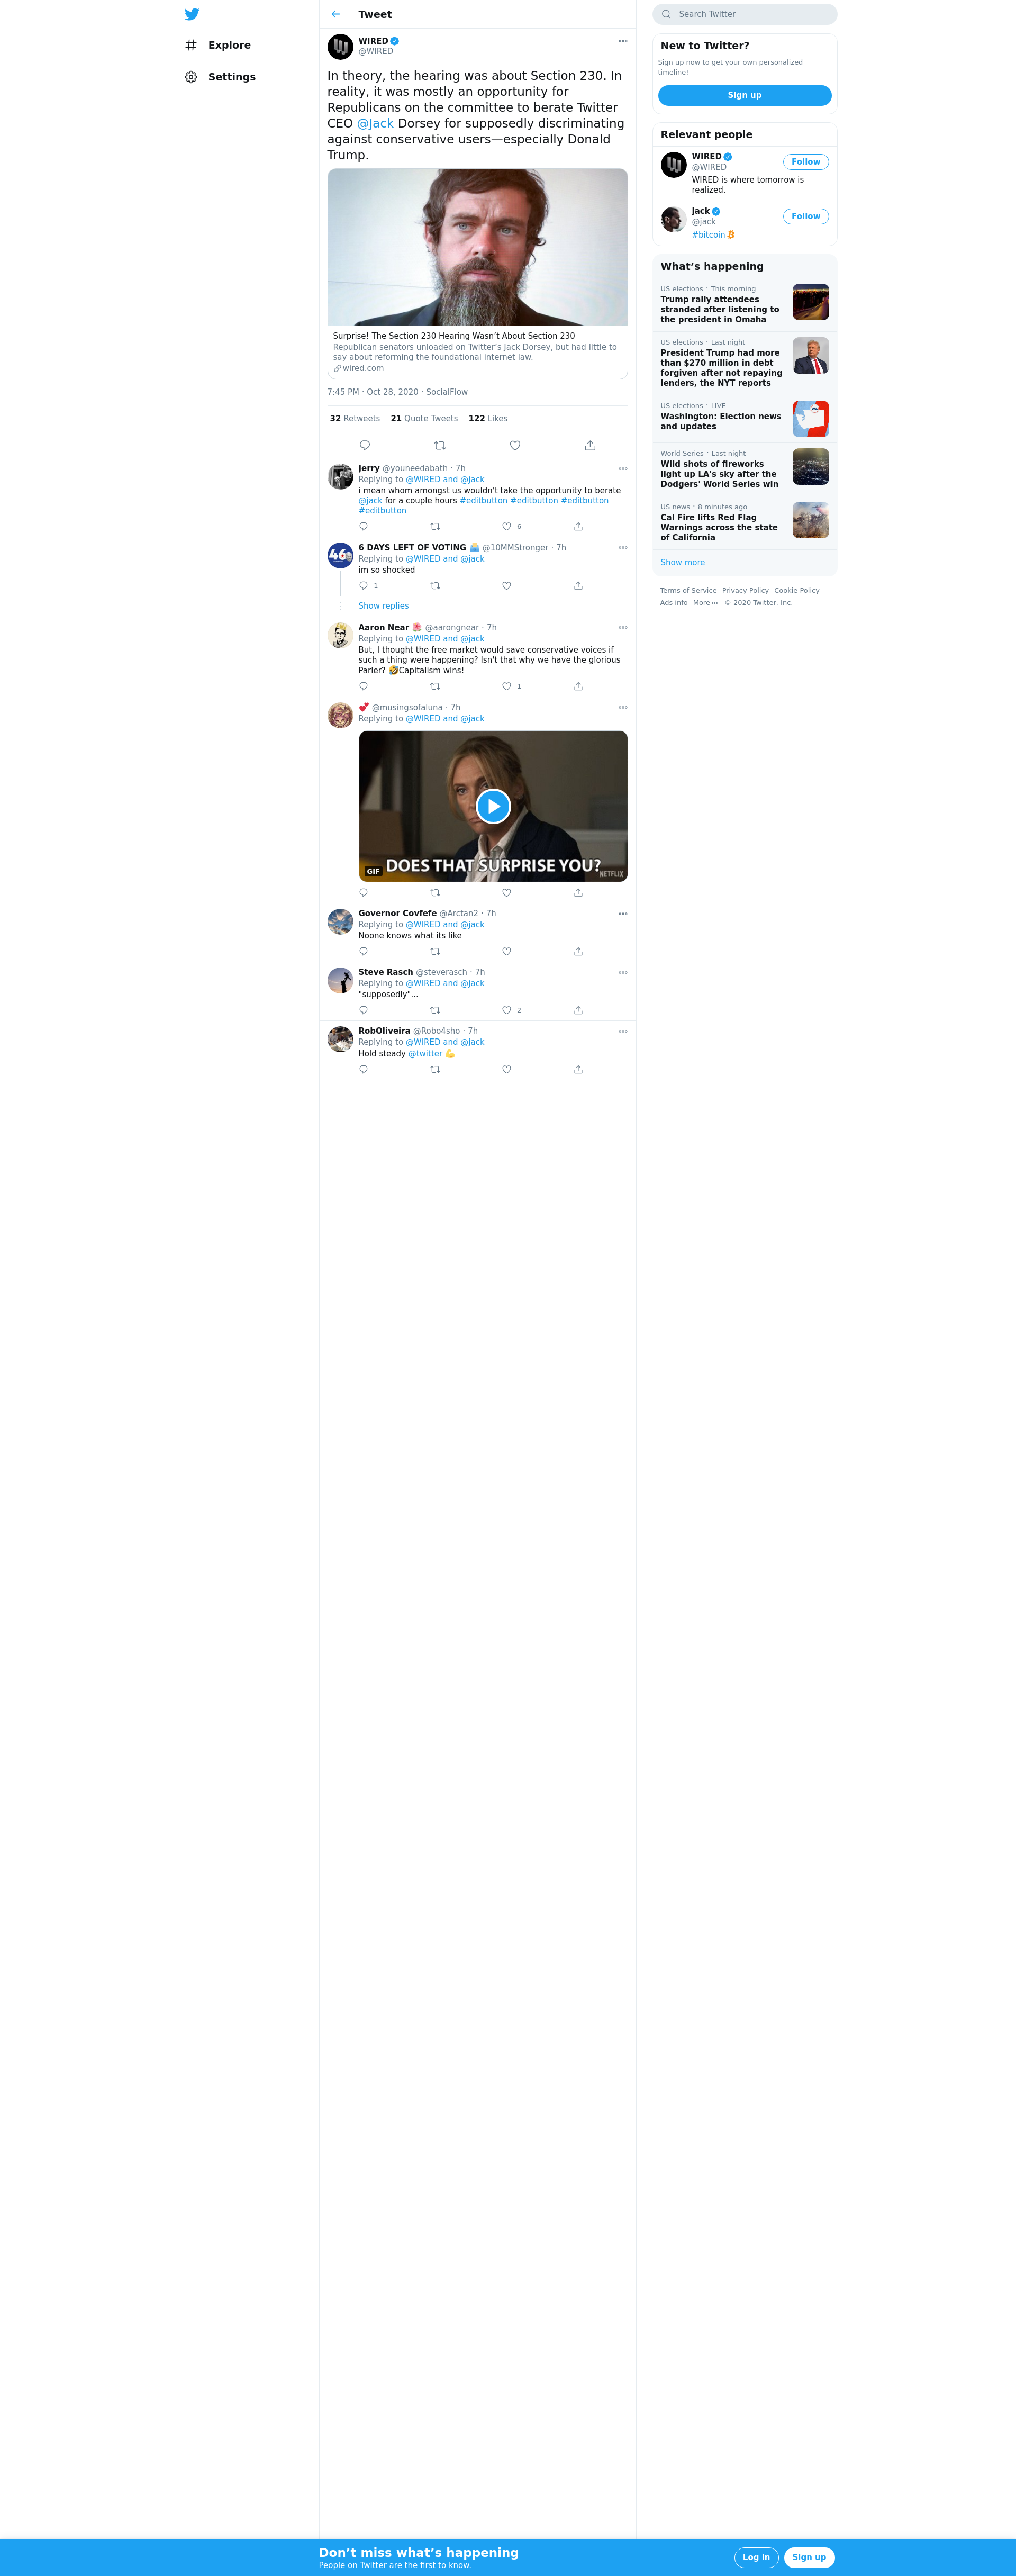 Explore
Settings
Tweet
WIRED
@WIRED
In theory, the hearing was about Section 230. In
reality, it was mostly an opportunity for
Republicans on the committee to berate Twitter
CEO @Jack Dorsey for supposedly discriminating
against conservative users—especially Donald
Trump.
Surprise! The Section 230 Hearing Wasn’t About Section 230
Republican senators unloaded on Twitter’s Jack Dorsey, but had little to
say about reforming the foundational internet law.
wired.com
7:45 PM · Oct 28, 2020 · SocialFlow
32 Retweets 21 Quote Tweets 122 Likes
Jerry @youneedabath · 7h
Replying to @WIRED and @jack
i mean whom amongst us wouldn't take the opportunity to berate
@jack for a couple hours #editbutton #editbutton #editbutton
#editbutton
6
46
6 DAYS LEFT OF VOTING @10MMStronger · 7h
Replying to @WIRED and @jack
im so shocked
1
Show replies
Aaron Near @aarongnear · 7h
Replying to @WIRED and @jack
But, I thought the free market would save conservative voices if
such a thing were happening? Isn't that why we have the glorious
Parler? 🤣Capitalism wins!
1
💕 @musingsofaluna · 7h
Replying to @WIRED and @jack
DOES THAT SURPRISE YOU?
GIF
NETFLIX
Governor Covfefe @Arctan2 · 7h
Replying to @WIRED and @jack
Noone knows what its like
Steve Rasch @steverasch · 7h
Replying to @WIRED and @jack
"supposedly"...
2
RobOliveira @Robo4sho · 7h
Replying to @WIRED and @jack
Hold steady @twitter 💪
Search Twitter
New to Twitter?
Sign up now to get your own personalized
timeline!
Sign up
Relevant people
WIRED
@WIRED
Follow
WIRED is where tomorrow is
realized.
jack
@jack
Follow
#bitcoin
What’s happening
US elections · This morning
Trump rally attendees
stranded after listening to
the president in Omaha
US elections · Last night
President Trump had more
than $270 million in debt
forgiven after not repaying
lenders, the NYT reports
US elections · LIVE
Washington: Election news
and updates
WA
World Series · Last night
Wild shots of fireworks
light up LA's sky after the
Dodgers' World Series win
US news · 8 minutes ago
Cal Fire lifts Red Flag
Warnings across the state
of California
Show more
Terms of Service Privacy Policy Cookie Policy
Ads info More ••• © 2020 Twitter, Inc.
Don’t miss what’s happening
People on Twitter are the first to know.
Log in
Sign up